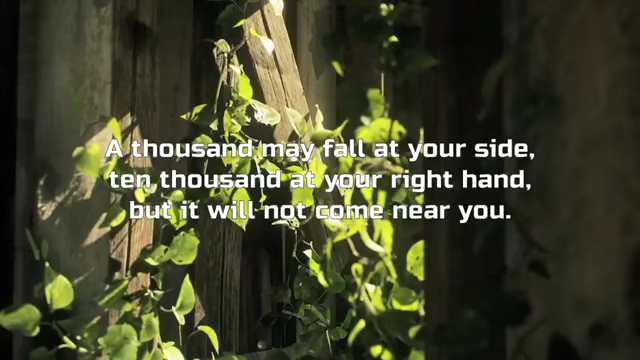 A thousand may fall at your side,
ten thousand at your right hand,
but it will not come near you.